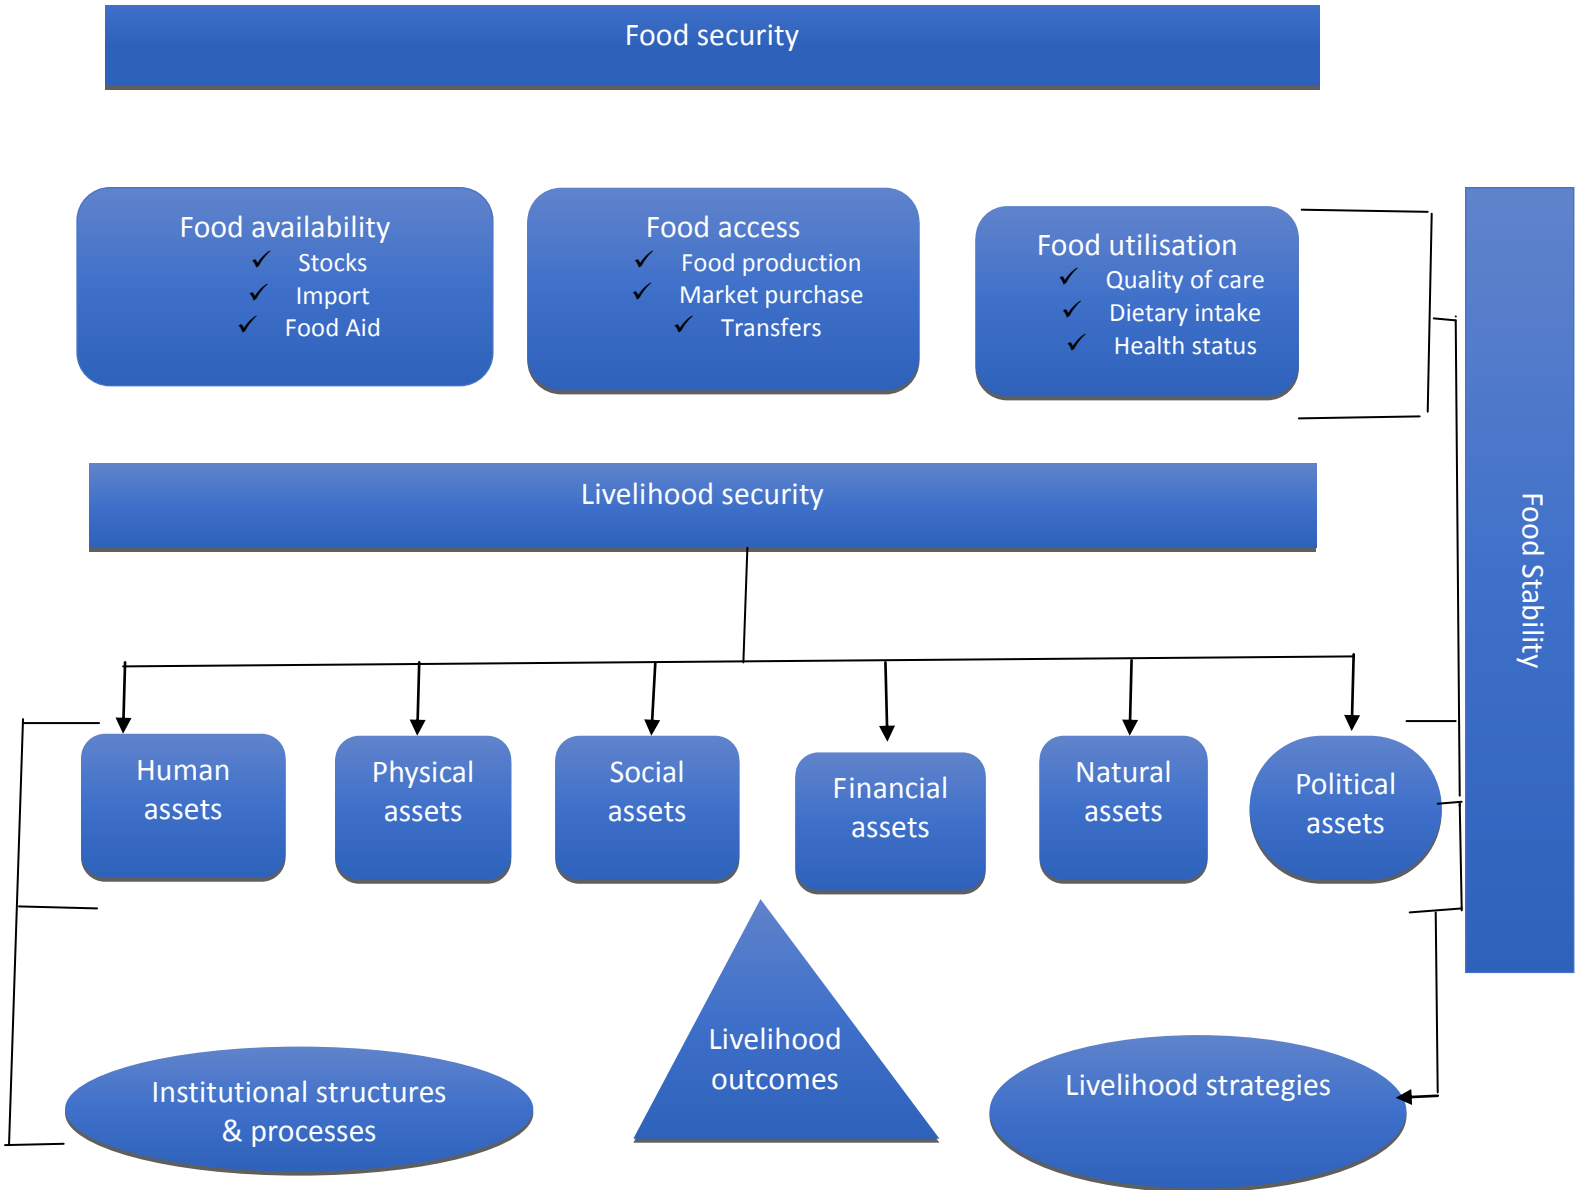 Food security
Food availability
✓ Stocks
✓ Import
✓ Food Aid
Food access
✓ Food production
✓ Market purchase
✓ Transfers
Food utilisation
✓ Quality of care
✓ Dietary intake
✓ Health status
Food Stability
Livelihood security
Human
assets
Physical
assets
Social
assets
Financial
assets
Natural
assets
Political
assets
Institutional structures
& processes
Livelihood
outcomes
Livelihood strategies